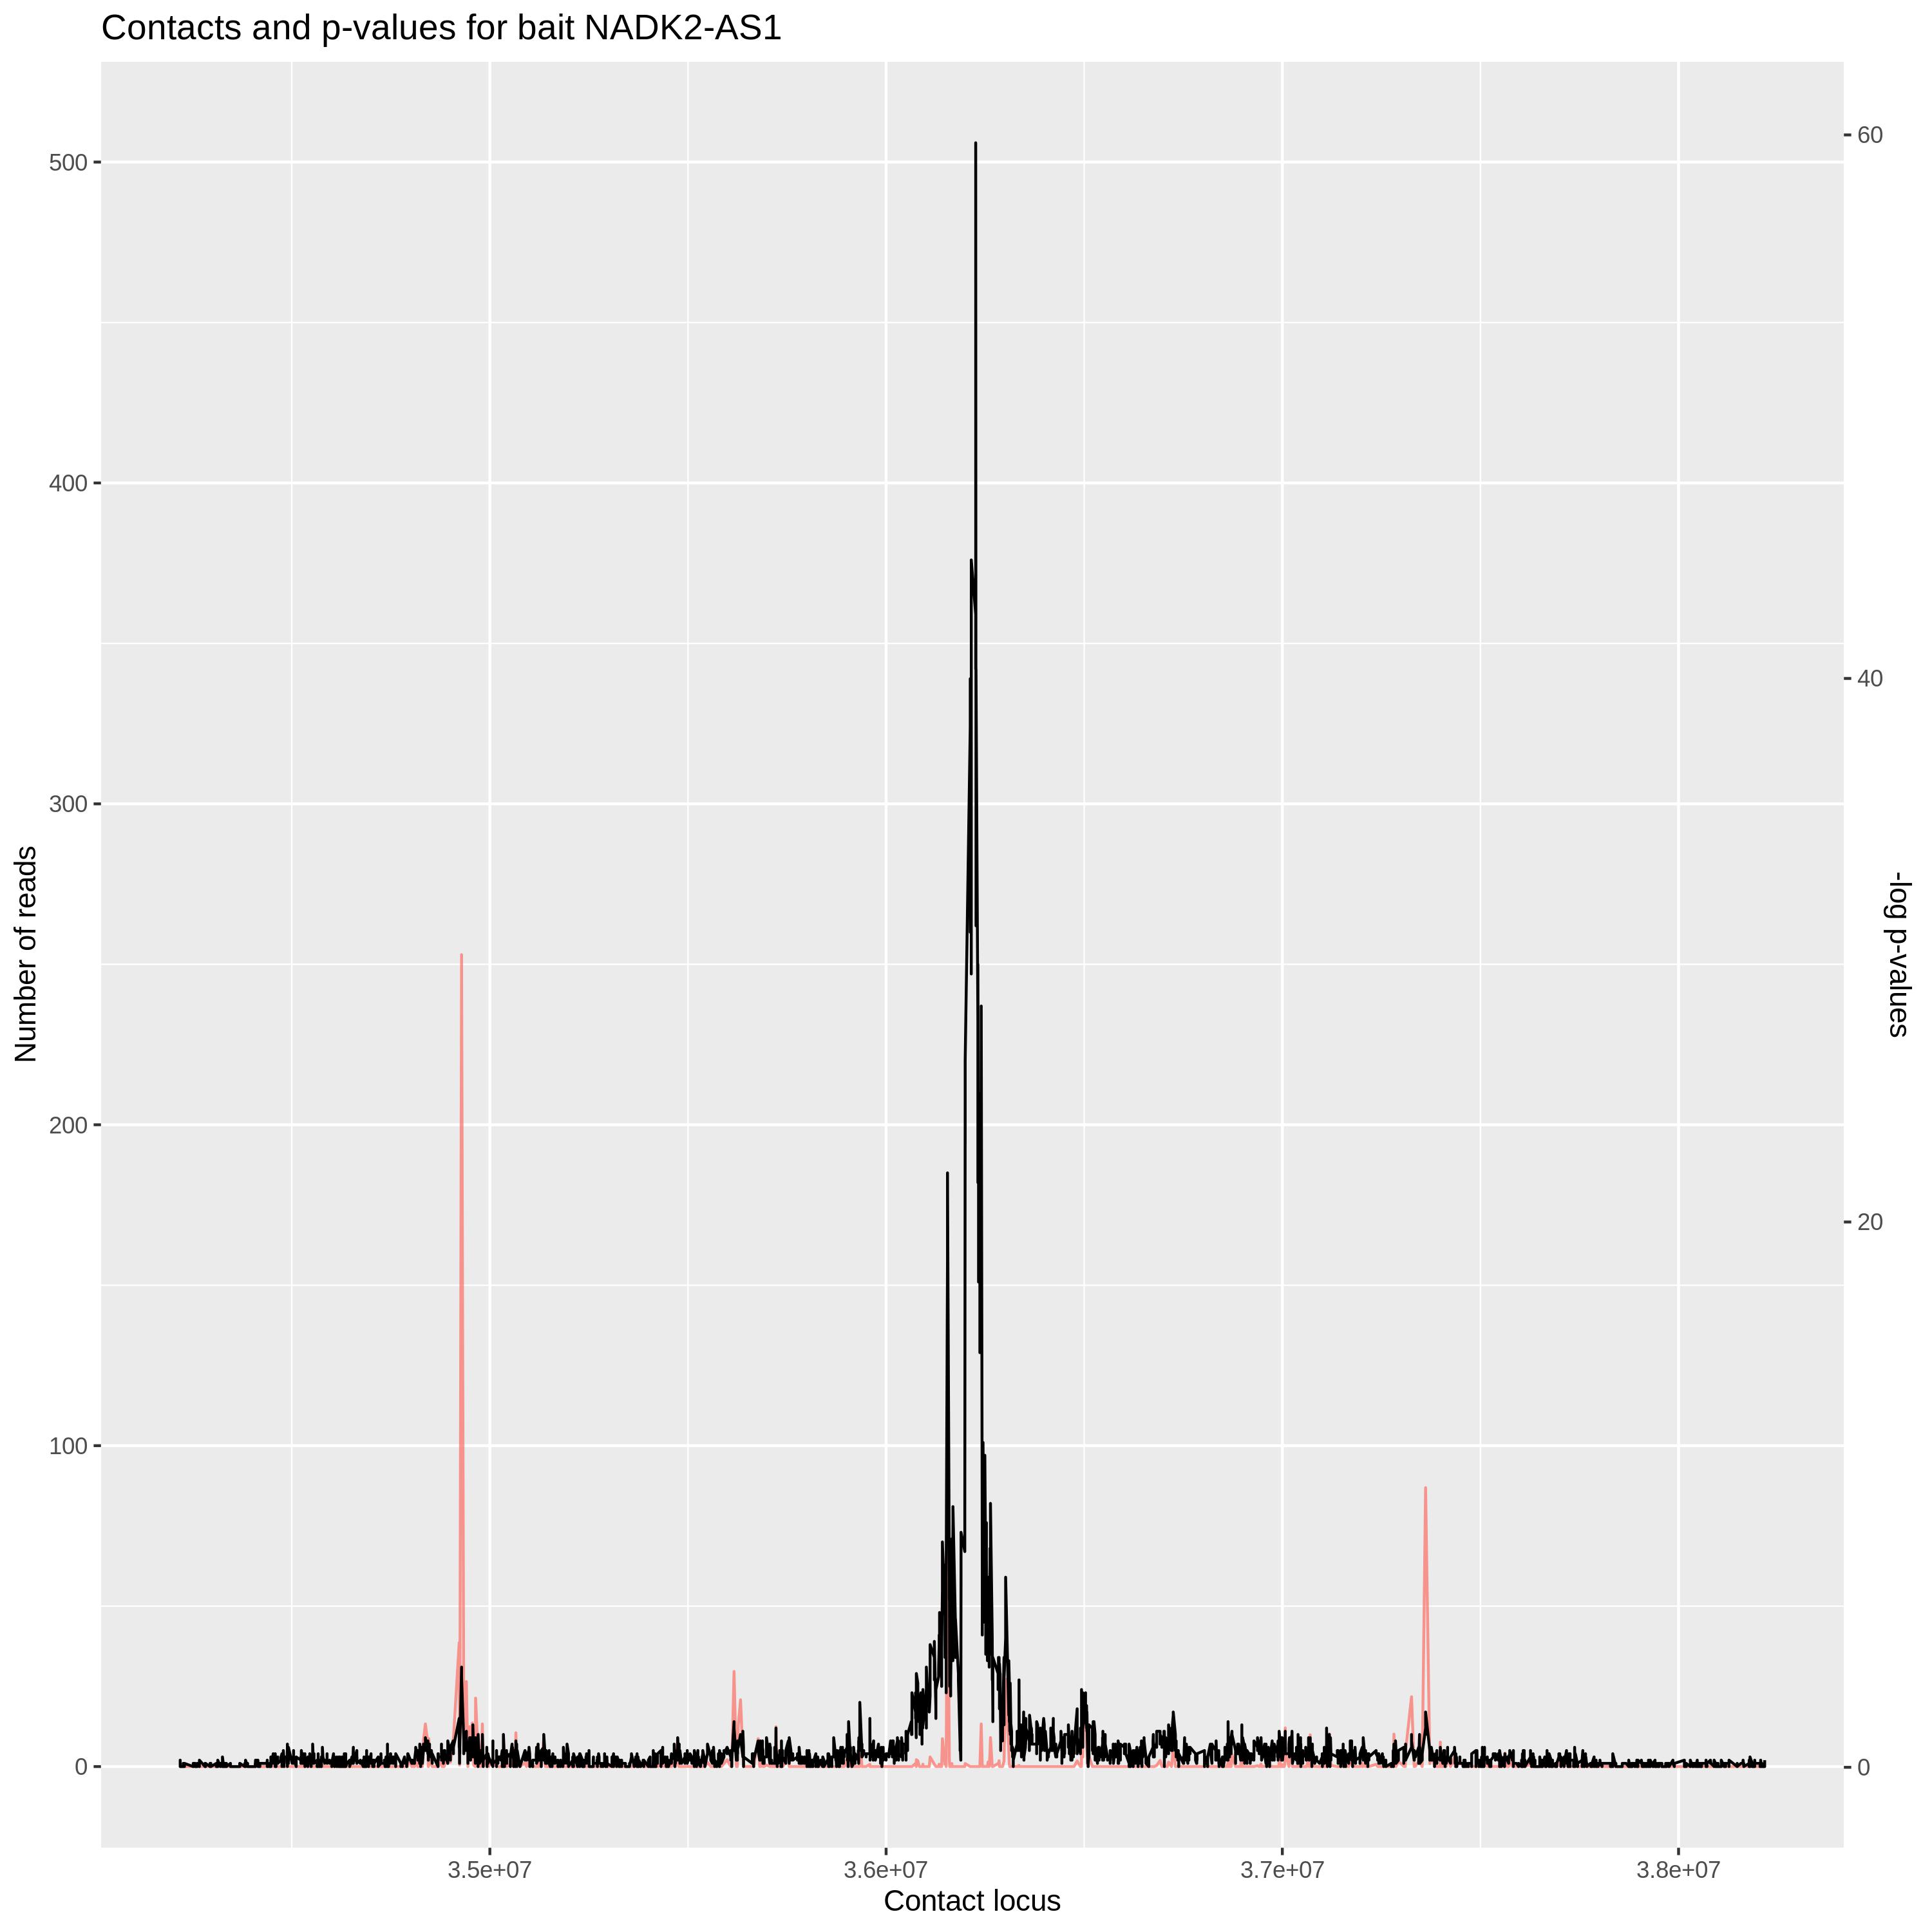 Contacts and p-values for bait NADK2-AS1
Number of reads
500
400
300
200
100
0
60
40
20
0
-log p-values
3.5e+07
3.6e+07
3.7e+07
3.8e+07
Contact locus